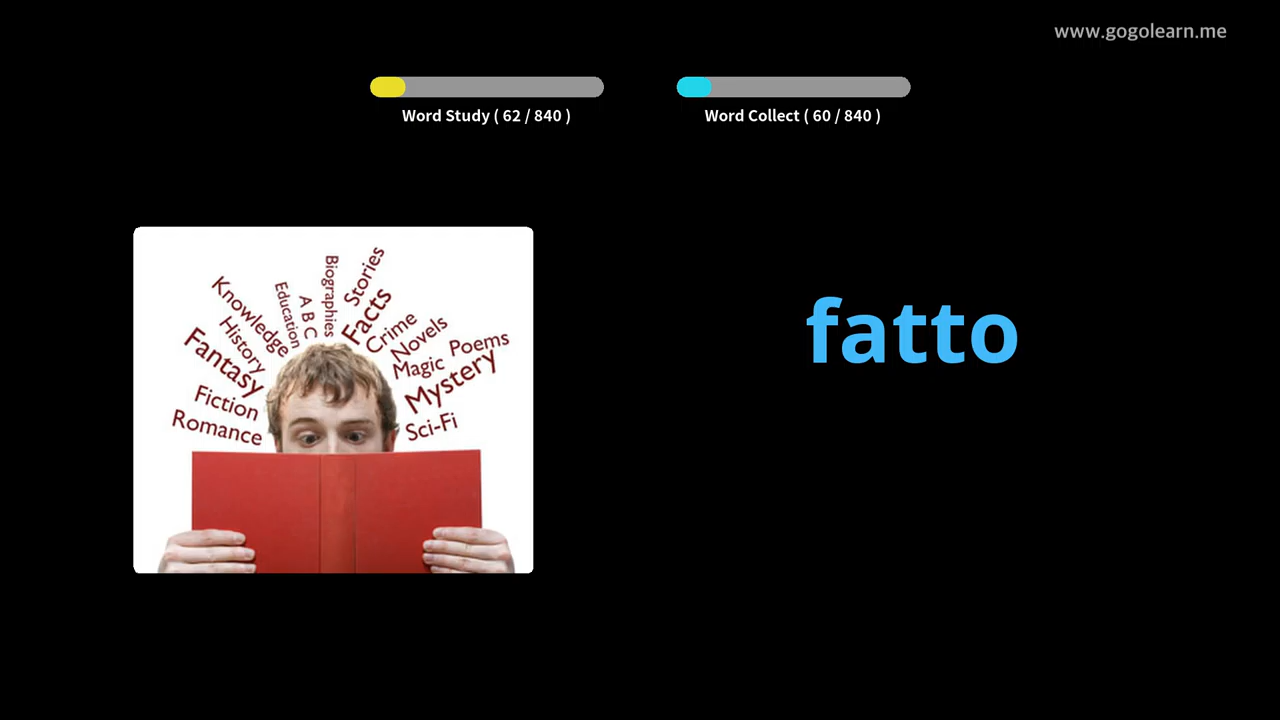 www.gogolearn.me
Word Study ( 62 / 840 )
Word Collect ( 60 / 840 )
Biographies
Stories
Education
A B C
Facts
Knowledge
Crime
History
Novels
Poems
Fantasy
Magic
Mystery
Fiction
Romance
Sci-Fi
fatto